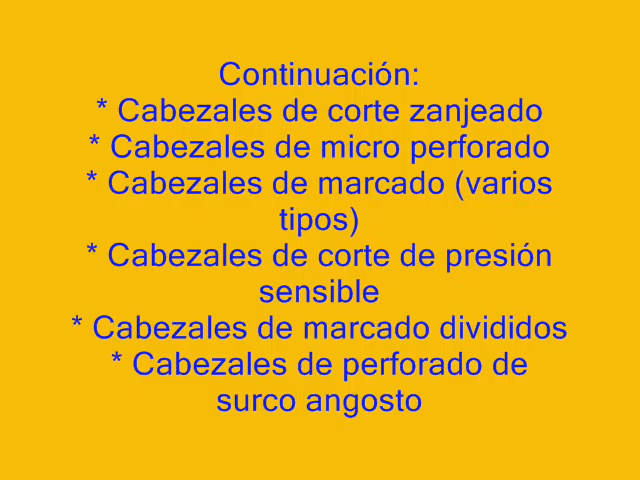 Continuación:
* Cabezales de corte zanjeado
* Cabezales de micro perforado
* Cabezales de marcado (varios
tipos)
* Cabezales de corte de presión
sensible
* Cabezales de marcado divididos
* Cabezales de perforado de
surco angosto